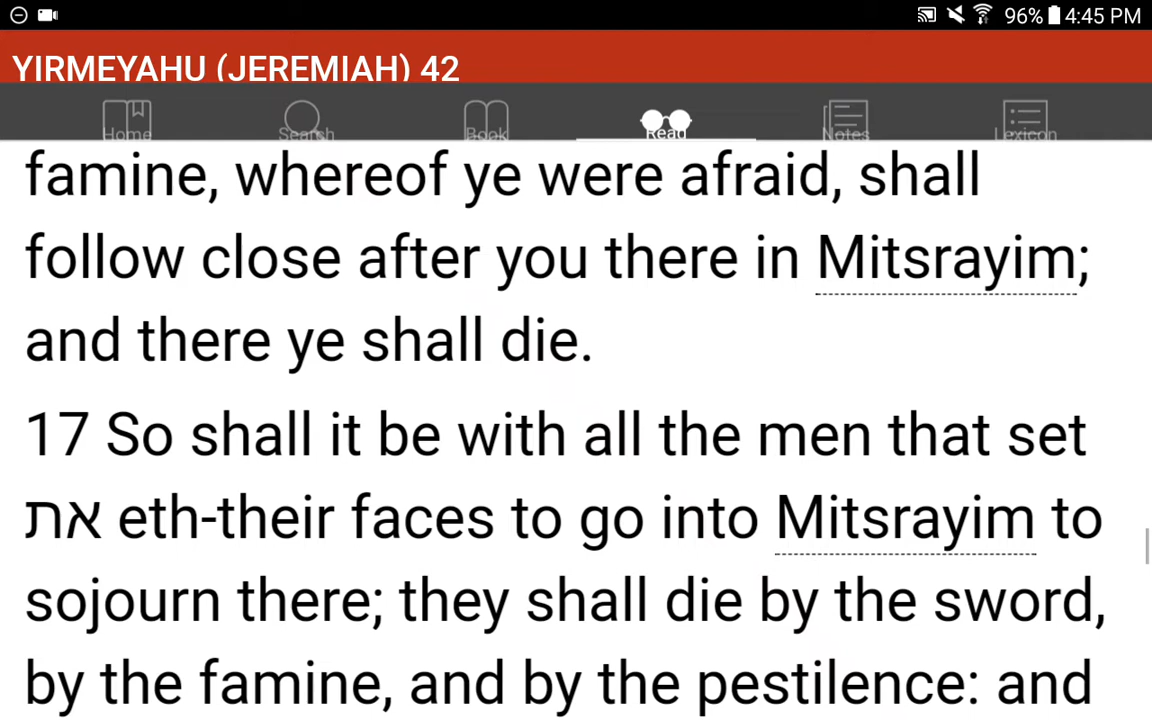 96% 4:45 PM
YIRMEYAHU (JEREMIAH) 42
Home Search Book Read Notes Lexicon
famine, whereof ye were afraid, shall
follow close after you there in Mitsrayim;
and there ye shall die.
17 So shall it be with all the men that set
את eth-their faces to go into Mitsrayim to
sojourn there; they shall die by the sword,
by the famine, and by the pestilence: and